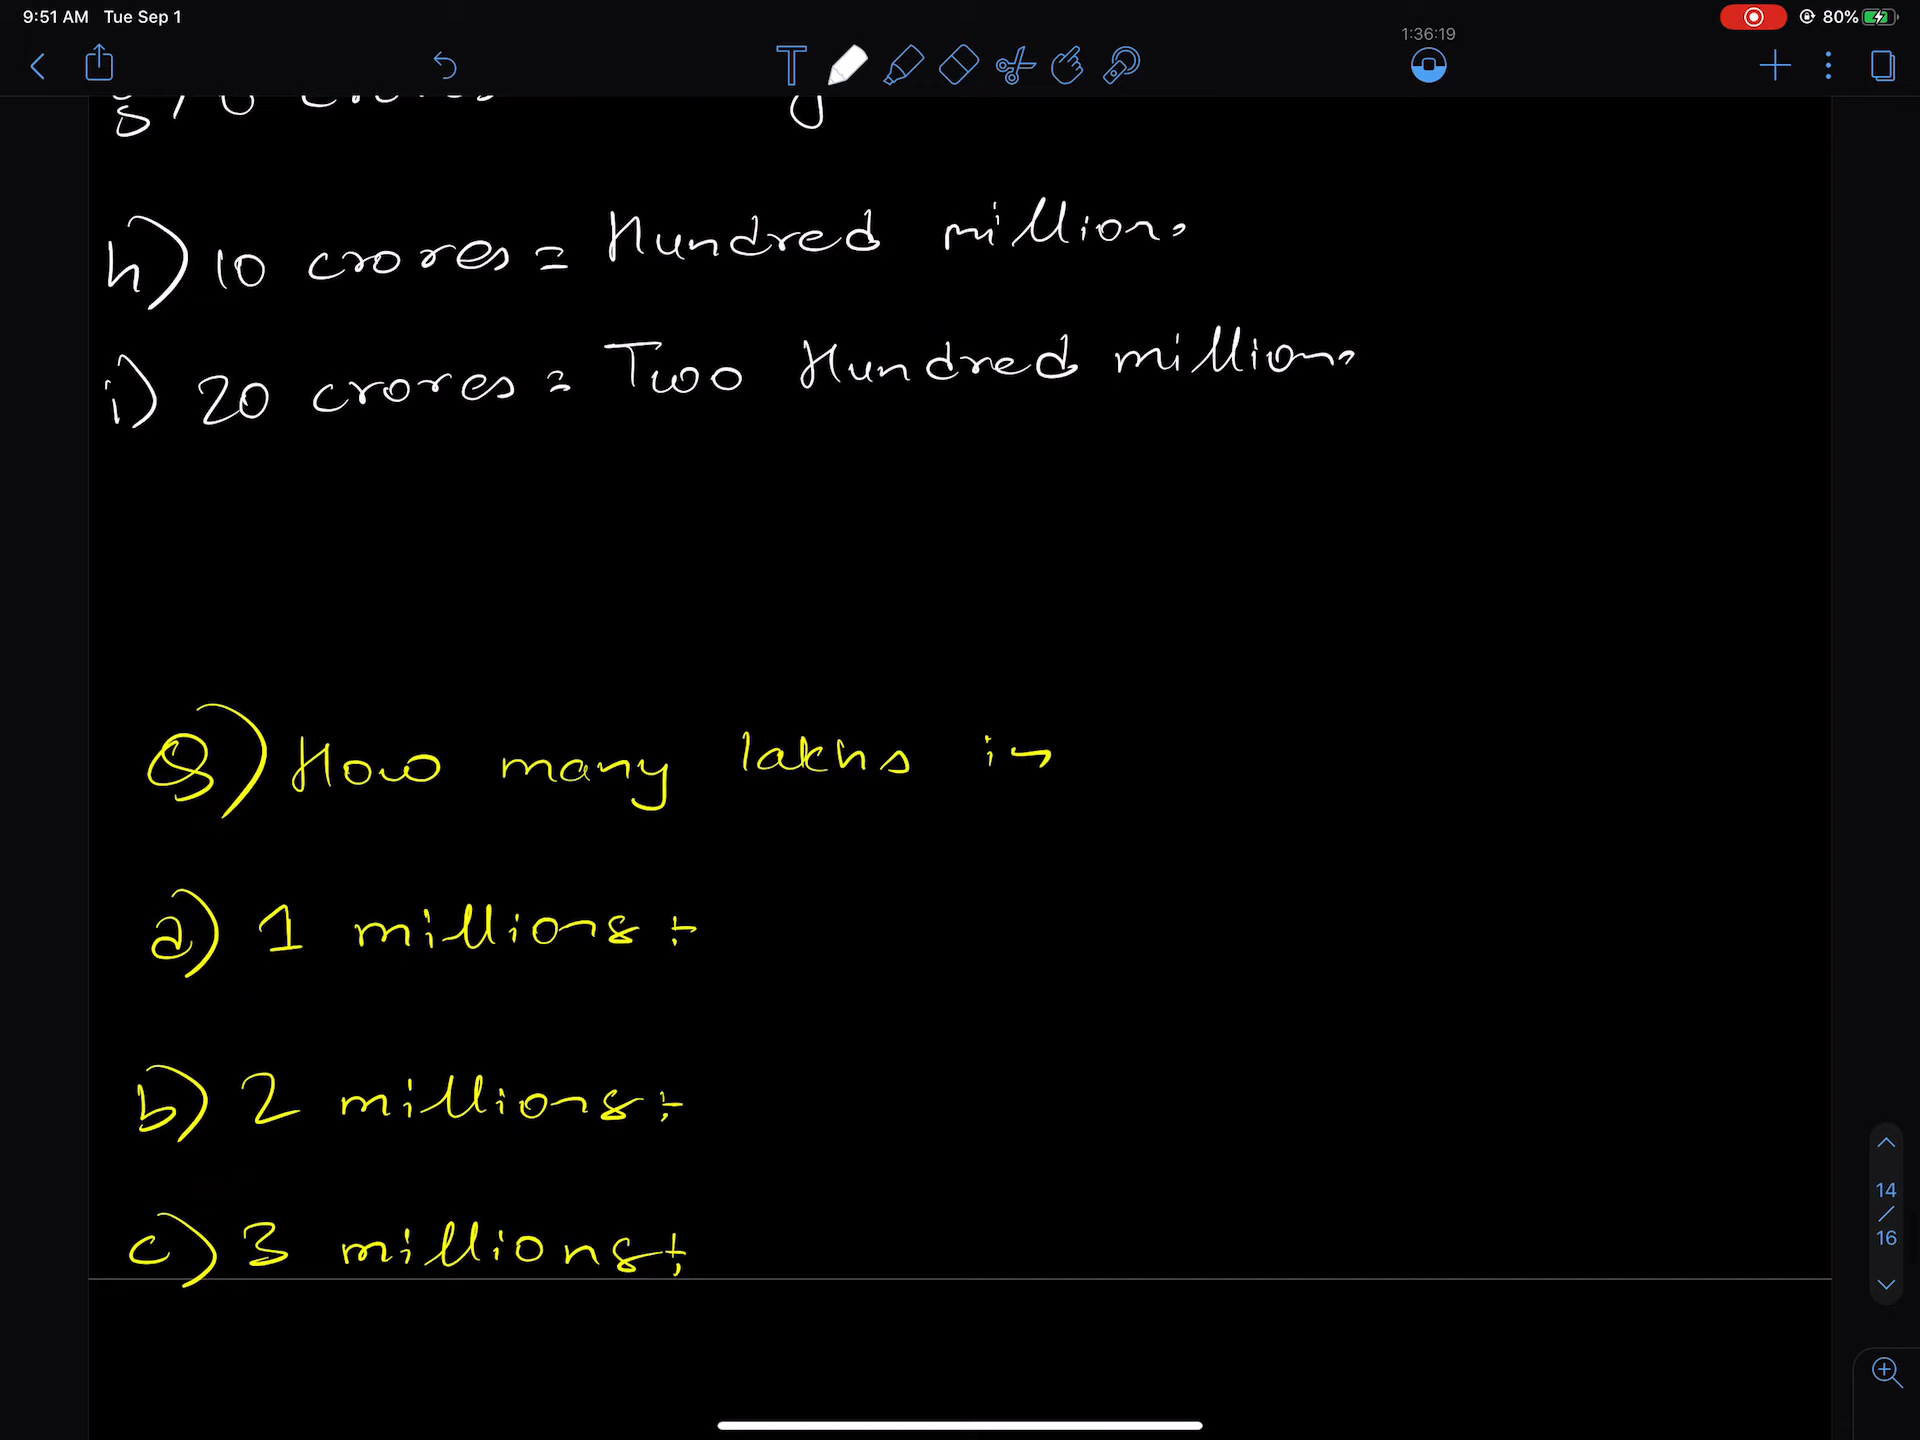 9:51 AM Tue Sep 1
80%
1:36:19
h) 10 crores = Hundred million.
i) 20 crores = Two Hundred million.
Q) How many lakhs in
a) 1 millions :-
b) 2 millions :-
c) 3 millions :-
14
/
16